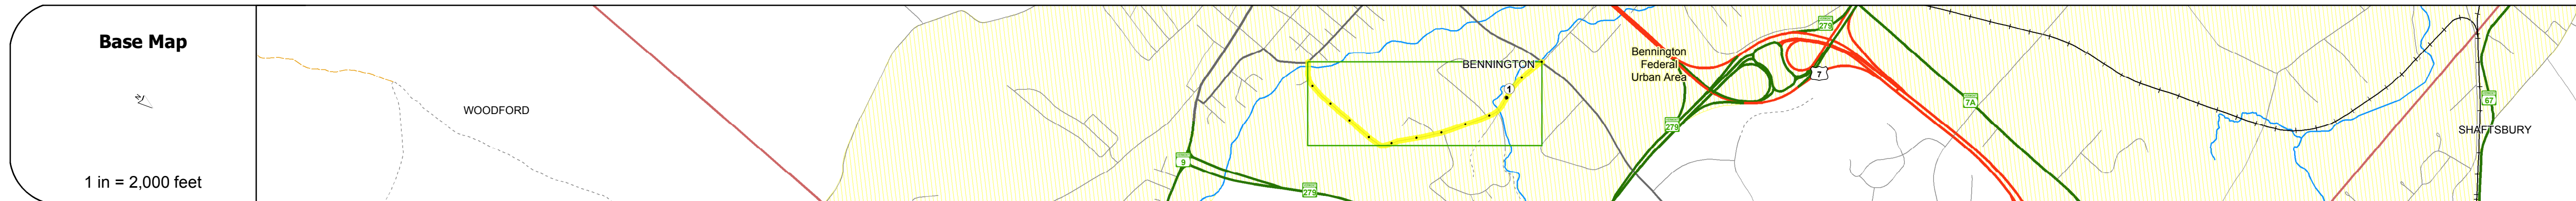 Base Map
N
1 in = 2,000 feet
WOODFORD
9
279
BENNINGTON
1
Bennington
Federal
Urban Area
279
279
7
7A
67
SHAFTSBURY